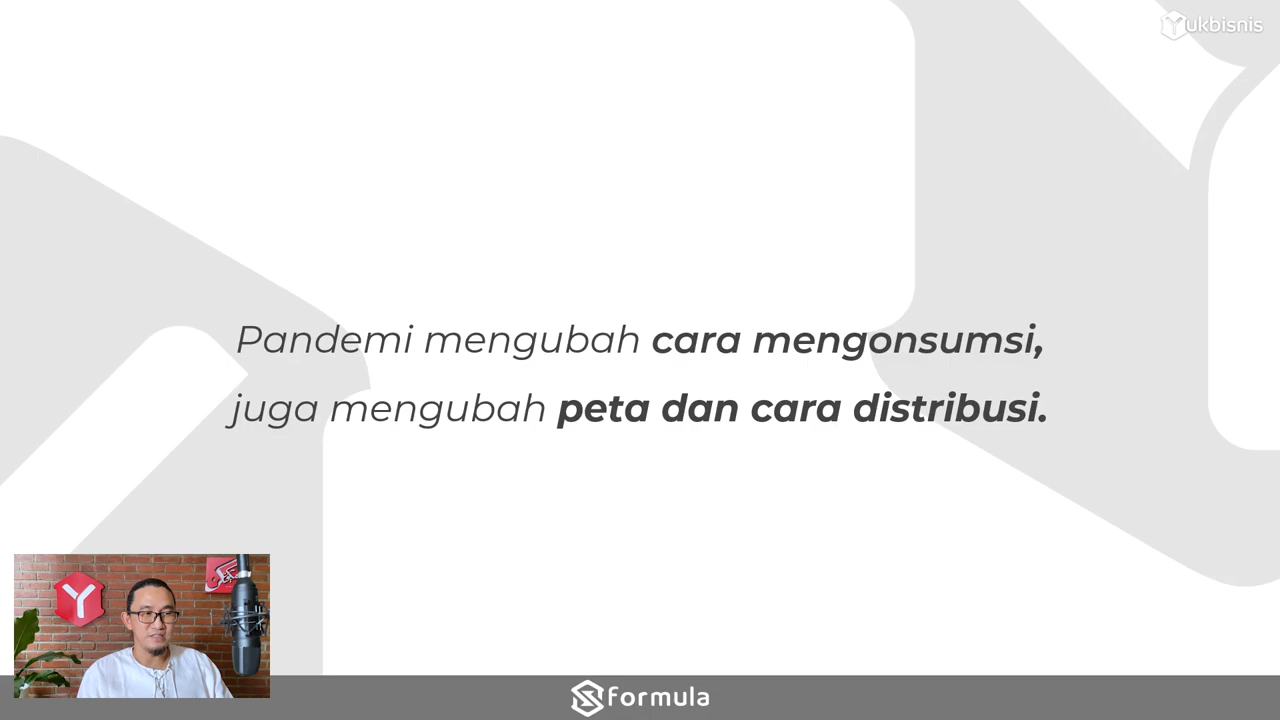 Yukbisnis
Pandemi mengubah cara mengonsumsi,
juga mengubah peta dan cara distribusi.
Y
formula